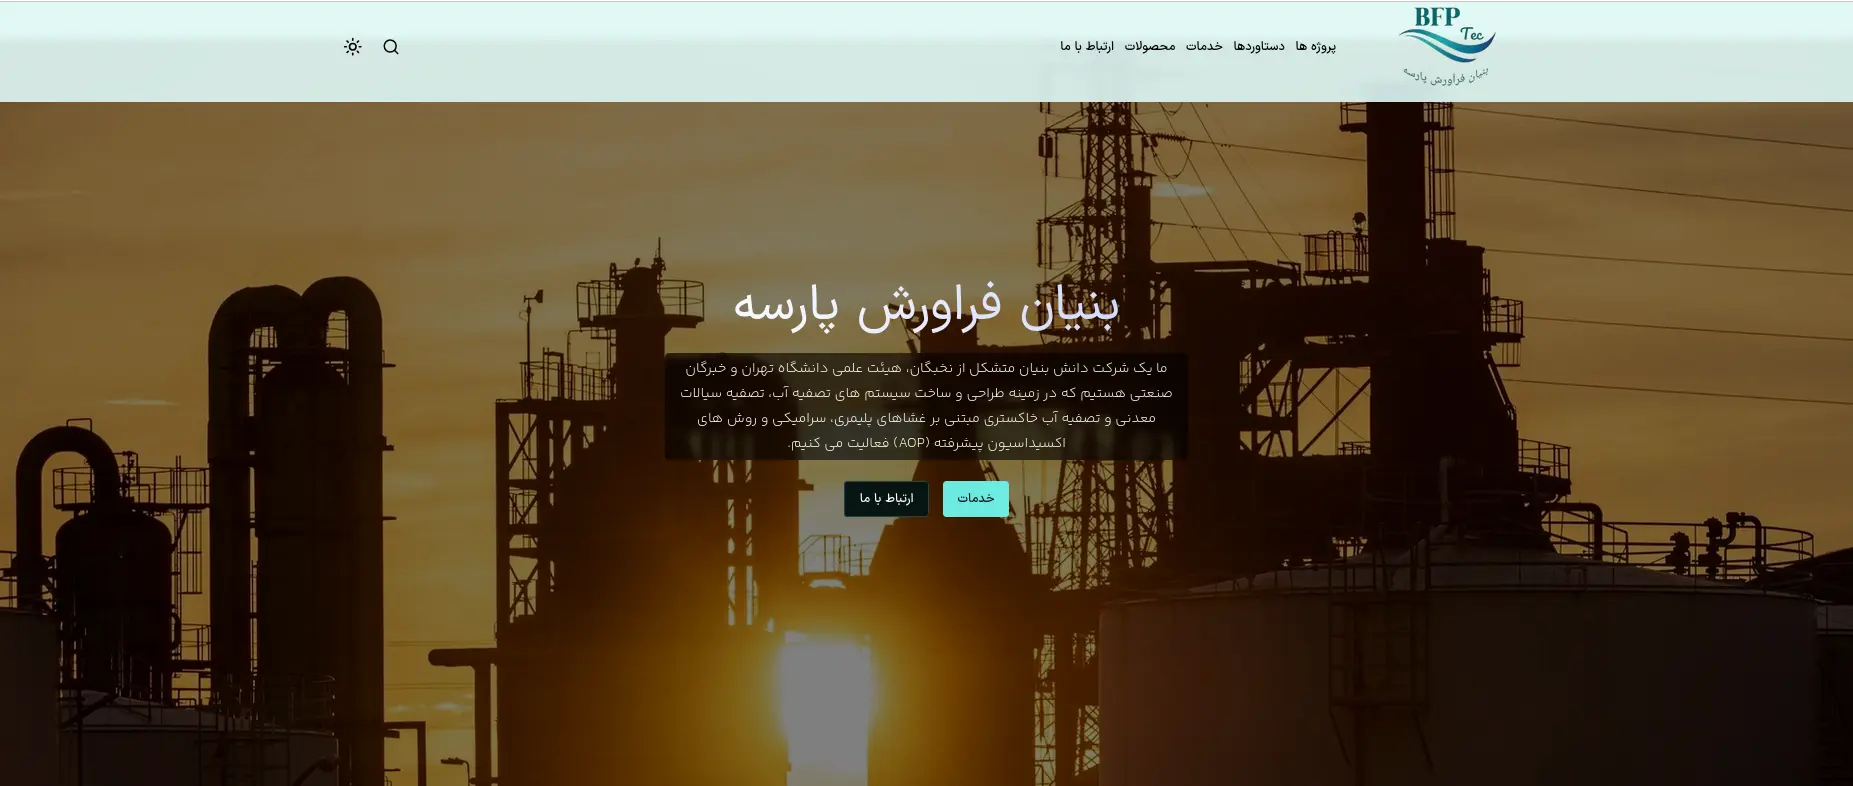 BFP
Tec
بنیان فراورش پارسه
پروژه ها
دستاوردها
خدمات
محصولات
ارتباط با ما
بنیان فراورش پارسه
ما یک شرکت دانش بنیان متشکل از نخبگان، هیئت علمی دانشگاه تهران و خبرگان
صنعتی هستیم که در زمینه طراحی و ساخت سیستم های تصفیه آب، تصفیه سیالات
معدنی و تصفیه آب خاکستری مبتنی بر غشاهای پلیمری، سرامیکی و روش های
اکسیداسیون پیشرفته (AOP) فعالیت می کنیم.
خدمات
ارتباط با ما